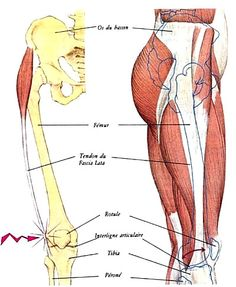 Os du bassin
Fémur
Tendon du
Fascia Lata
Rotule
Interligne articulaire
Tibia
Péroné